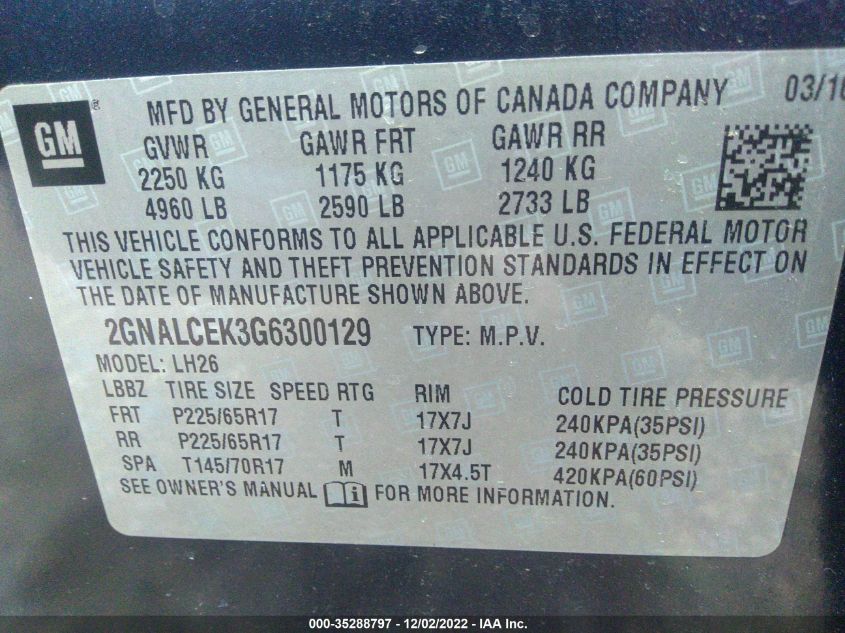 MFD BY GENERAL MOTORS OF CANADA COMPANY 03/16
GM ®
GVWR GAWR FRT GAWR RR
2250 KG 1175 KG 1240 KG
4960 LB 2590 LB 2733 LB
THIS VEHICLE CONFORMS TO ALL APPLICABLE U.S. FEDERAL MOTOR
VEHICLE SAFETY AND THEFT PREVENTION STANDARDS IN EFFECT ON
THE DATE OF MANUFACTURE SHOWN ABOVE.
2GNALCEK3G6300129 TYPE: M.P.V.
MODEL: LH26
LBBZ TIRE SIZE SPEED RTG RIM COLD TIRE PRESSURE
FRT P225/65R17 T 17X7J 240KPA(35PSI)
RR P225/65R17 T 17X7J 240KPA(35PSI)
SPA T145/70R17 M 17X4.5T 420KPA(60PSI)
SEE OWNER'S MANUAL i FOR MORE INFORMATION.
000-35288797 - 12/02/2022 - IAA Inc.